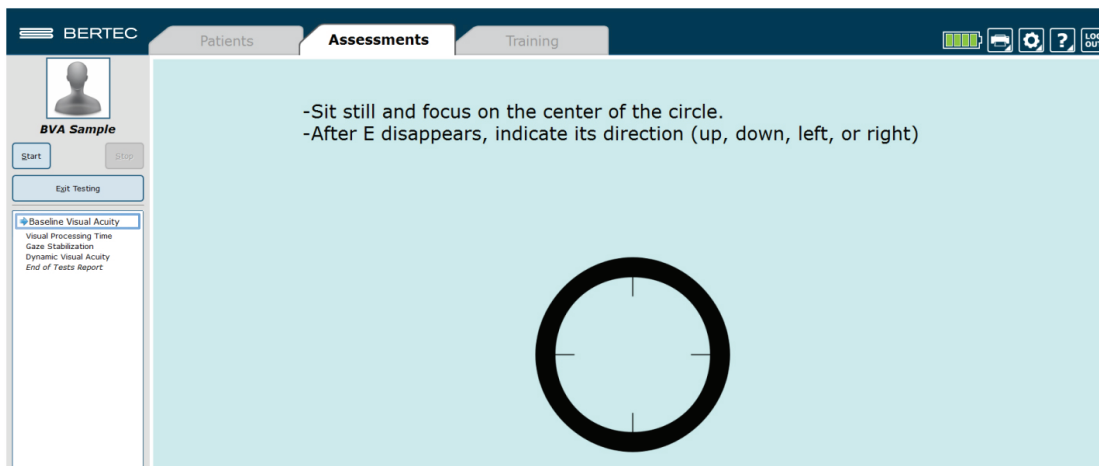 BERTEC
Patients
Assessments
Training
?
LOG
OUT
BVA Sample
Start
Stop
Exit Testing
Baseline Visual Acuity
Visual Processing Time
Gaze Stabilization
Dynamic Visual Acuity
End of Tests Report
-Sit still and focus on the center of the circle.
-After E disappears, indicate its direction (up, down, left, or right)